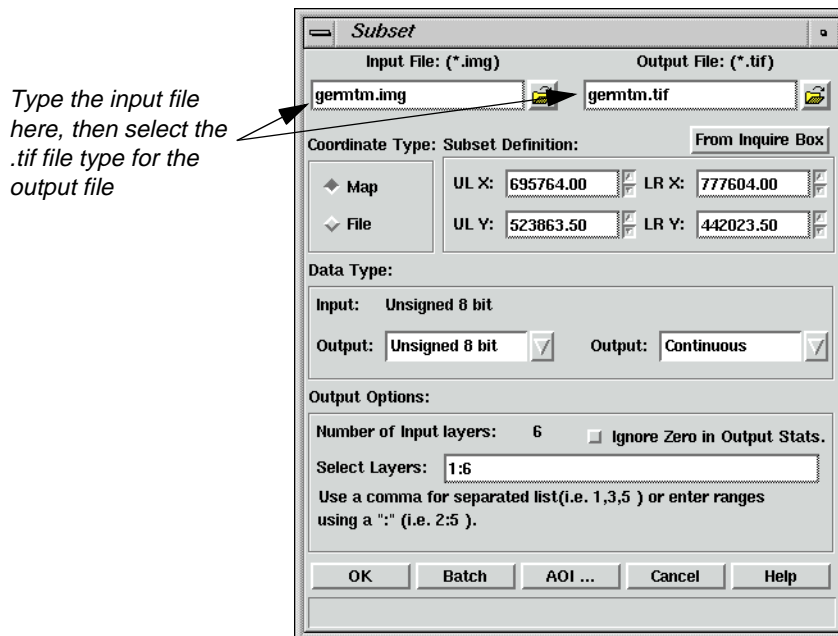 Subset
Input File: (*.img)
Output File: (*.tif)
germtm.img
germtm.tif
Type the input file
here, then select the
.tif file type for the
output file
From Inquire Box
Coordinate Type:
Subset Definition:
Map
File
UL X: 695764.00
LR X: 777604.00
UL Y: 523863.50
LR Y: 442023.50
Data Type:
Input: Unsigned 8 bit
Output: Unsigned 8 bit
Output: Continuous
Output Options:
Number of Input layers: 6
Ignore Zero in Output Stats.
Select Layers: 1:6
Use a comma for separated list(i.e. 1,3,5 ) or enter ranges
using a ":" (i.e. 2:5 ).
OK
Batch
AOI ...
Cancel
Help